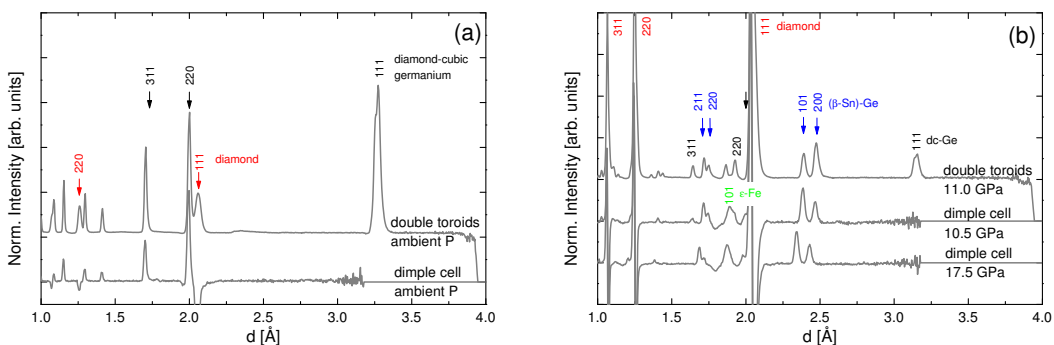 (a)
Norm. Intensity [arb. units]
220
311
220
111
diamond
111
diamond-cubic
germanium
double toroids
ambient P
dimple cell
ambient P
1.0 1.5 2.0 2.5 3.0 3.5 4.0
d [Å]
(b)
Norm. Intensity [arb. units]
311
220
111
diamond
211
220
101
200
(β-Sn)-Ge
311
220
111
dc-Ge
double toroids
11.0 GPa
101
ε-Fe
dimple cell
10.5 GPa
dimple cell
17.5 GPa
1.0 1.5 2.0 2.5 3.0 3.5 4.0
d [Å]